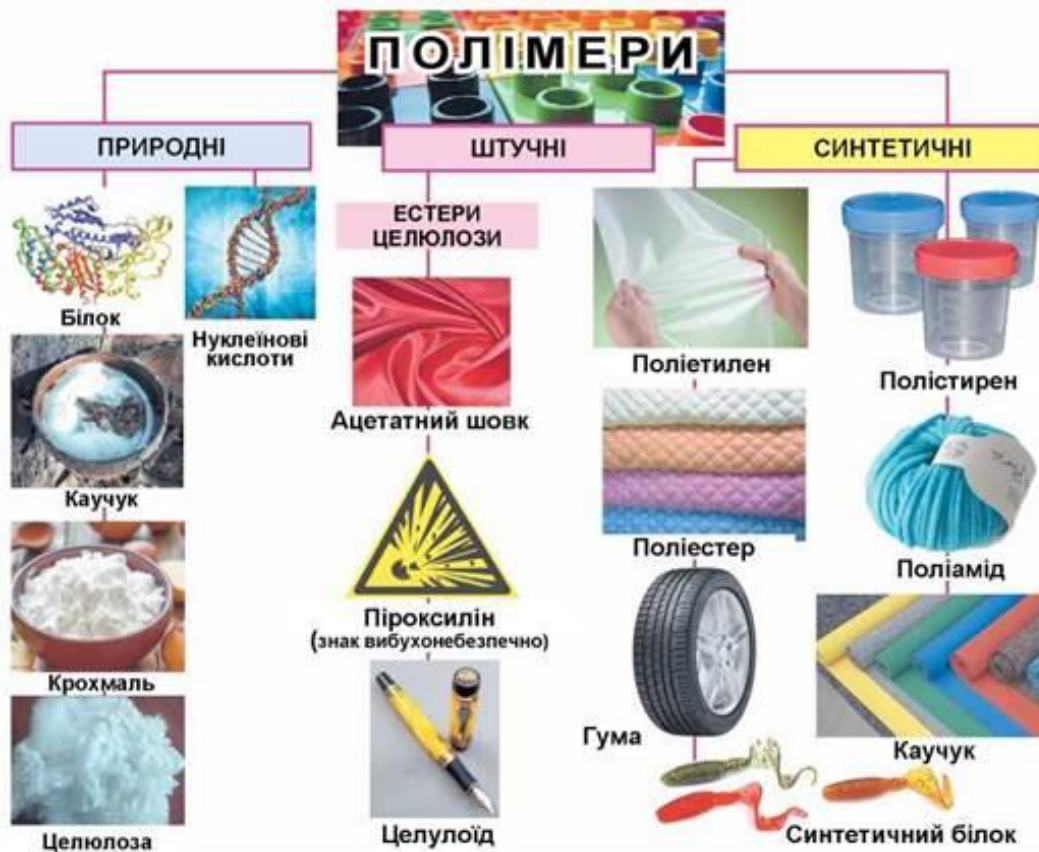 ПОЛІМЕРИ
ПРИРОДНІ
ШТУЧНІ
СИНТЕТИЧНІ
Білок
Нуклеїнові
кислоти
Каучук
Крохмаль
Целюлоза
ЕСТЕРИ
ЦЕЛЮЛОЗИ
Ацетатний шовк
Піроксилін
(знак вибухонебезпечно)
Целулоїд
Поліетилен
Полістирен
Поліестер
Поліамід
Гума
Каучук
Синтетичний білок